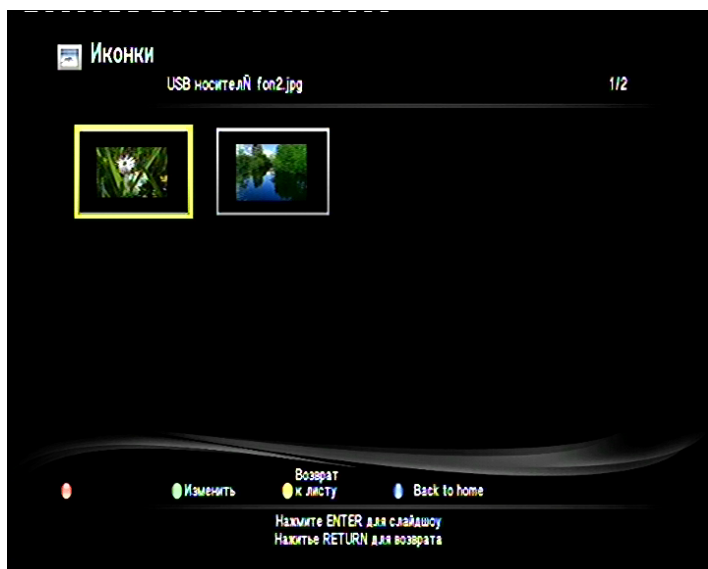 Иконки
USB носителÑ fon2.jpg 1/2
Возврат
Изменить к листу Back to home
Нажмите ENTER для слайдшоу
Нажитье RETURN для возврата